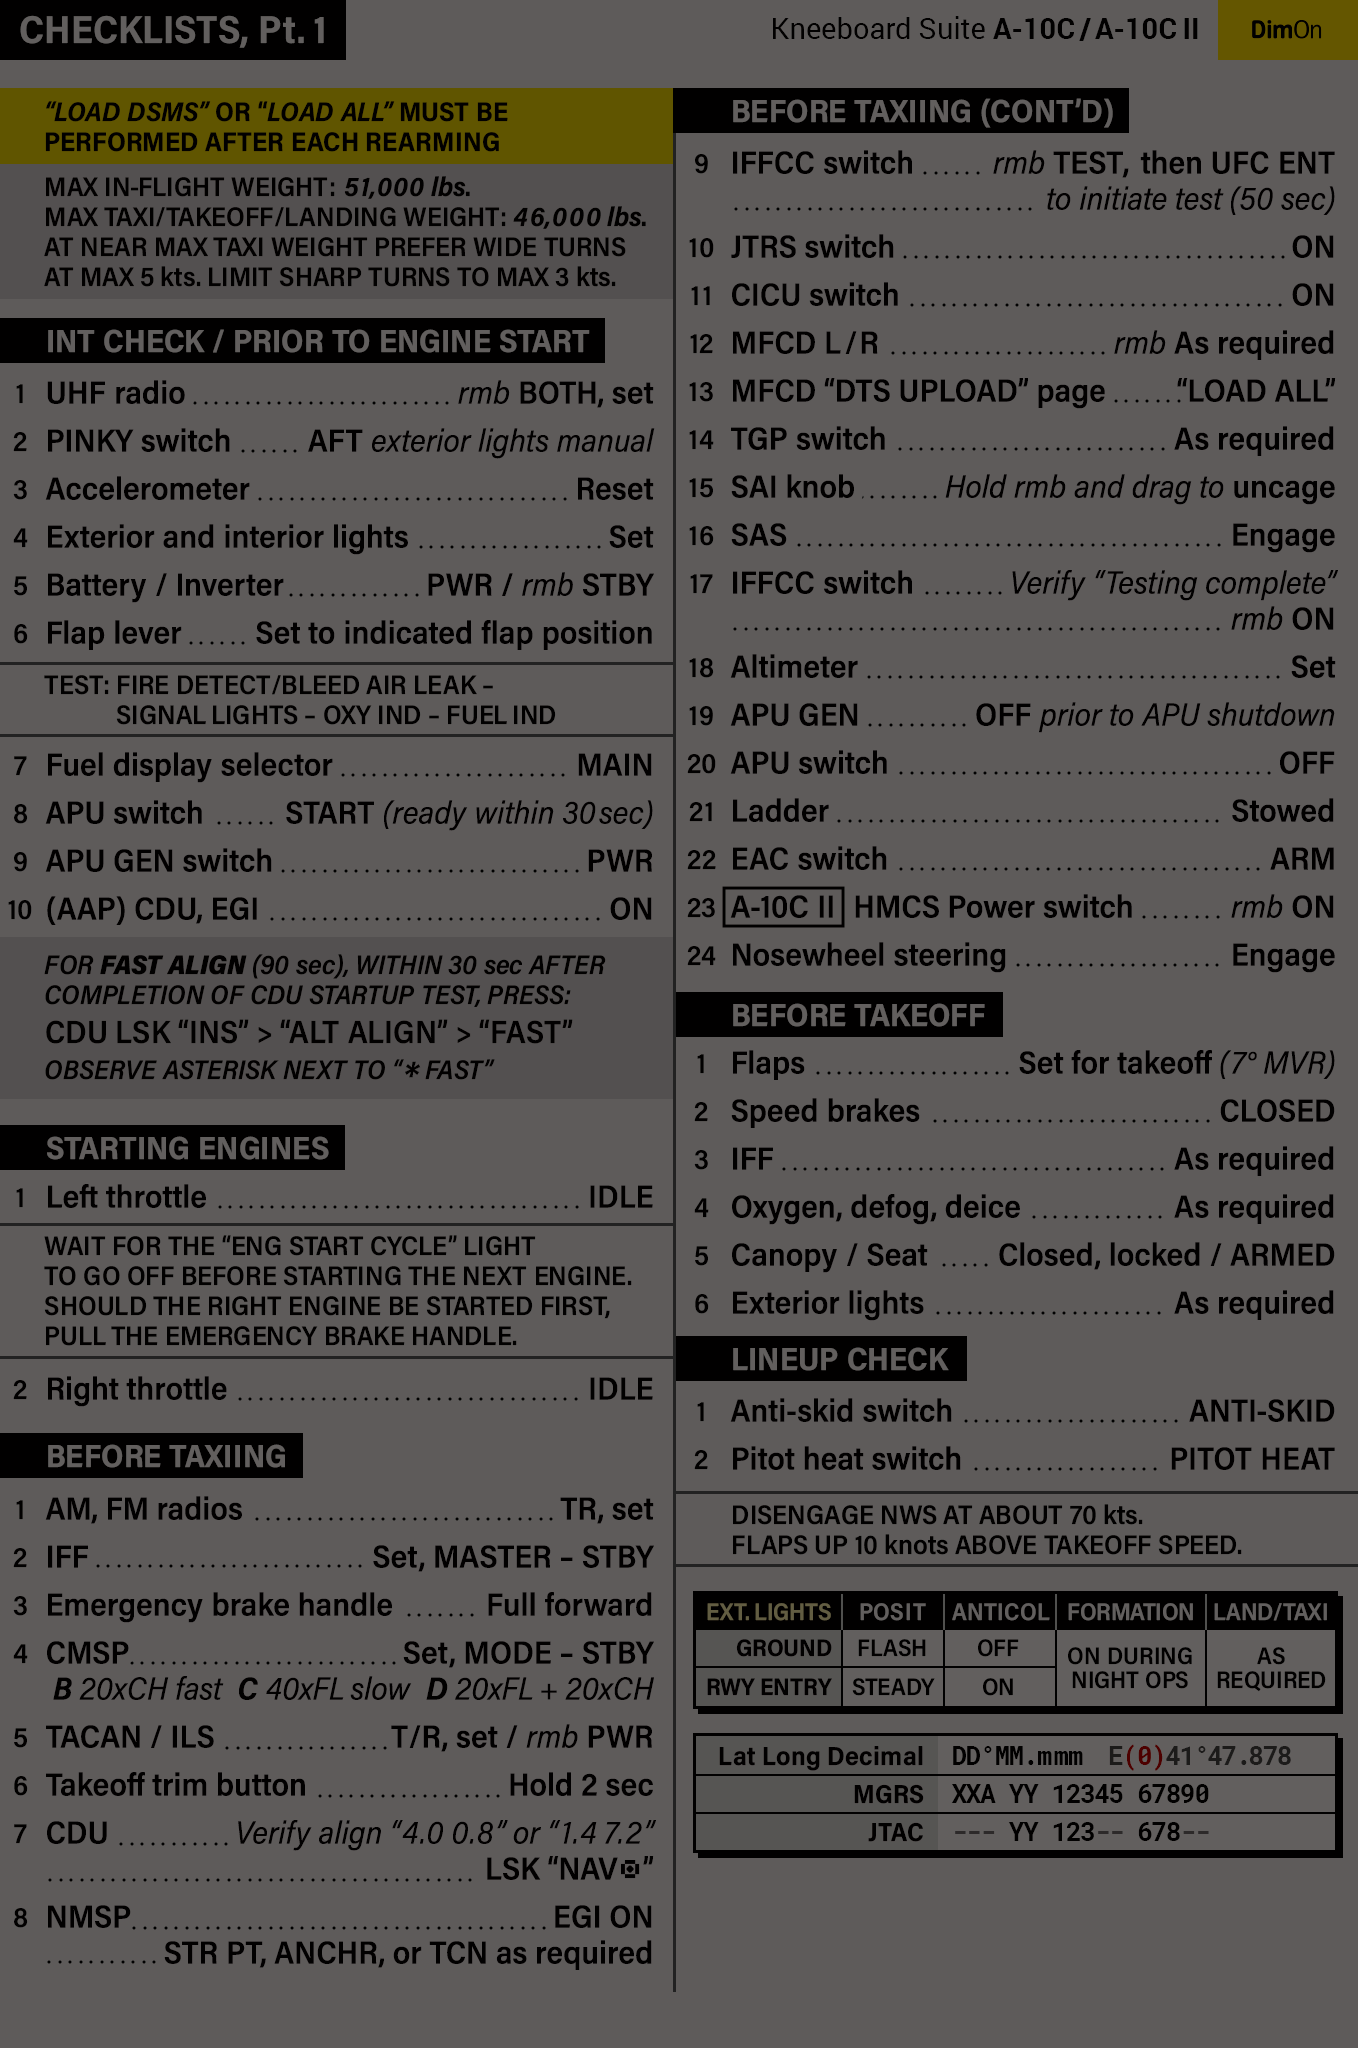 CHECKLISTS, Pt. 1
Kneeboard Suite A-10C / A-10C II
DimOn
“LOAD DSMS” OR “LOAD ALL” MUST BE
PERFORMED AFTER EACH REARMING
MAX IN-FLIGHT WEIGHT: 51,000 lbs.
MAX TAXI/TAKEOFF/LANDING WEIGHT: 46,000 lbs.
AT NEAR MAX TAXI WEIGHT PREFER WIDE TURNS
AT MAX 5 kts. LIMIT SHARP TURNS TO MAX 3 kts.
INT CHECK / PRIOR TO ENGINE START
1 UHF radio ......................... rmb BOTH, set
2 PINKY switch ...... AFT exterior lights manual
3 Accelerometer .............................. Reset
4 Exterior and interior lights .................. Set
5 Battery / Inverter ............. PWR / rmb STBY
6 Flap lever ...... Set to indicated flap position
TEST: FIRE DETECT/BLEED AIR LEAK –
SIGNAL LIGHTS – OXY IND – FUEL IND
7 Fuel display selector ...................... MAIN
8 APU switch ...... START (ready within 30 sec)
9 APU GEN switch ............................. PWR
10 (AAP) CDU, EGI ................................ ON
FOR FAST ALIGN (90 sec), WITHIN 30 sec AFTER
COMPLETION OF CDU STARTUP TEST, PRESS:
CDU LSK “INS” > “ALT ALIGN” > “FAST”
OBSERVE ASTERISK NEXT TO “∗ FAST”
STARTING ENGINES
1 Left throttle ................................... IDLE
WAIT FOR THE “ENG START CYCLE” LIGHT
TO GO OFF BEFORE STARTING THE NEXT ENGINE.
SHOULD THE RIGHT ENGINE BE STARTED FIRST,
PULL THE EMERGENCY BRAKE HANDLE.
2 Right throttle ................................. IDLE
BEFORE TAXIING
1 AM, FM radios ............................. TR, set
2 IFF .......................... Set, MASTER – STBY
3 Emergency brake handle ....... Full forward
4 CMSP .......................... Set, MODE – STBY
B 20xCH fast C 40xFL slow D 20xFL + 20xCH
5 TACAN / ILS ................ T/R, set / rmb PWR
6 Takeoff trim button .................. Hold 2 sec
7 CDU ........... Verify align “4.0 0.8” or “1.4 7.2”
......................................... LSK “NAV◘”
8 NMSP ........................................ EGI ON
........... STR PT, ANCHR, or TCN as required
BEFORE TAXIING (CONT’D)
9 IFFCC switch ...... rmb TEST, then UFC ENT
............................. to initiate test (50 sec)
10 JTRS switch ..................................... ON
11 CICU switch .................................... ON
12 MFCD L / R ..................... rmb As required
13 MFCD “DTS UPLOAD” page ....... “LOAD ALL”
14 TGP switch .......................... As required
15 SAI knob ........ Hold rmb and drag to uncage
16 SAS ......................................... Engage
17 IFFCC switch ........ Verify “Testing complete”
............................................... rmb ON
18 Altimeter ........................................ Set
19 APU GEN .......... OFF prior to APU shutdown
20 APU switch .................................... OFF
21 Ladder ..................................... Stowed
22 EAC switch ................................... ARM
23 A-10C II HMCS Power switch ........ rmb ON
24 Nosewheel steering .................... Engage
BEFORE TAKEOFF
1 Flaps ................... Set for takeoff (7° MVR)
2 Speed brakes ........................... CLOSED
3 IFF ..................................... As required
4 Oxygen, defog, deice ............. As required
5 Canopy / Seat ..... Closed, locked / ARMED
6 Exterior lights ...................... As required
LINEUP CHECK
1 Anti-skid switch ..................... ANTI-SKID
2 Pitot heat switch .................. PITOT HEAT
DISENGAGE NWS AT ABOUT 70 kts.
FLAPS UP 10 knots ABOVE TAKEOFF SPEED.
EXT. LIGHTS POSIT ANTICOL FORMATION LAND/TAXI
GROUND FLASH OFF ON DURING NIGHT OPS AS REQUIRED
RWY ENTRY STEADY ON
Lat Long Decimal DD°MM.mmm E(0)41°47.878
MGRS XXA YY 12345 67890
JTAC --- YY 123-- 678--